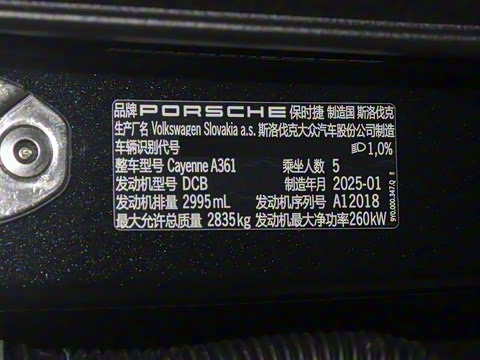 品牌 PORSCHE 保时捷 制造国 斯洛伐克
生产厂名 Volkswagen Slovakia a.s. 斯洛伐克大众汽车股份公司制造
车辆识别代号 1,0%
整车型号 Cayenne A361 乘坐人数 5
发动机型号 DCB 制造年月 2025-01
发动机排量 2995mL 发动机序列号 A12018
最大允许总质量 2835kg 发动机最大净功率260kW
9Y0.000.347.Q